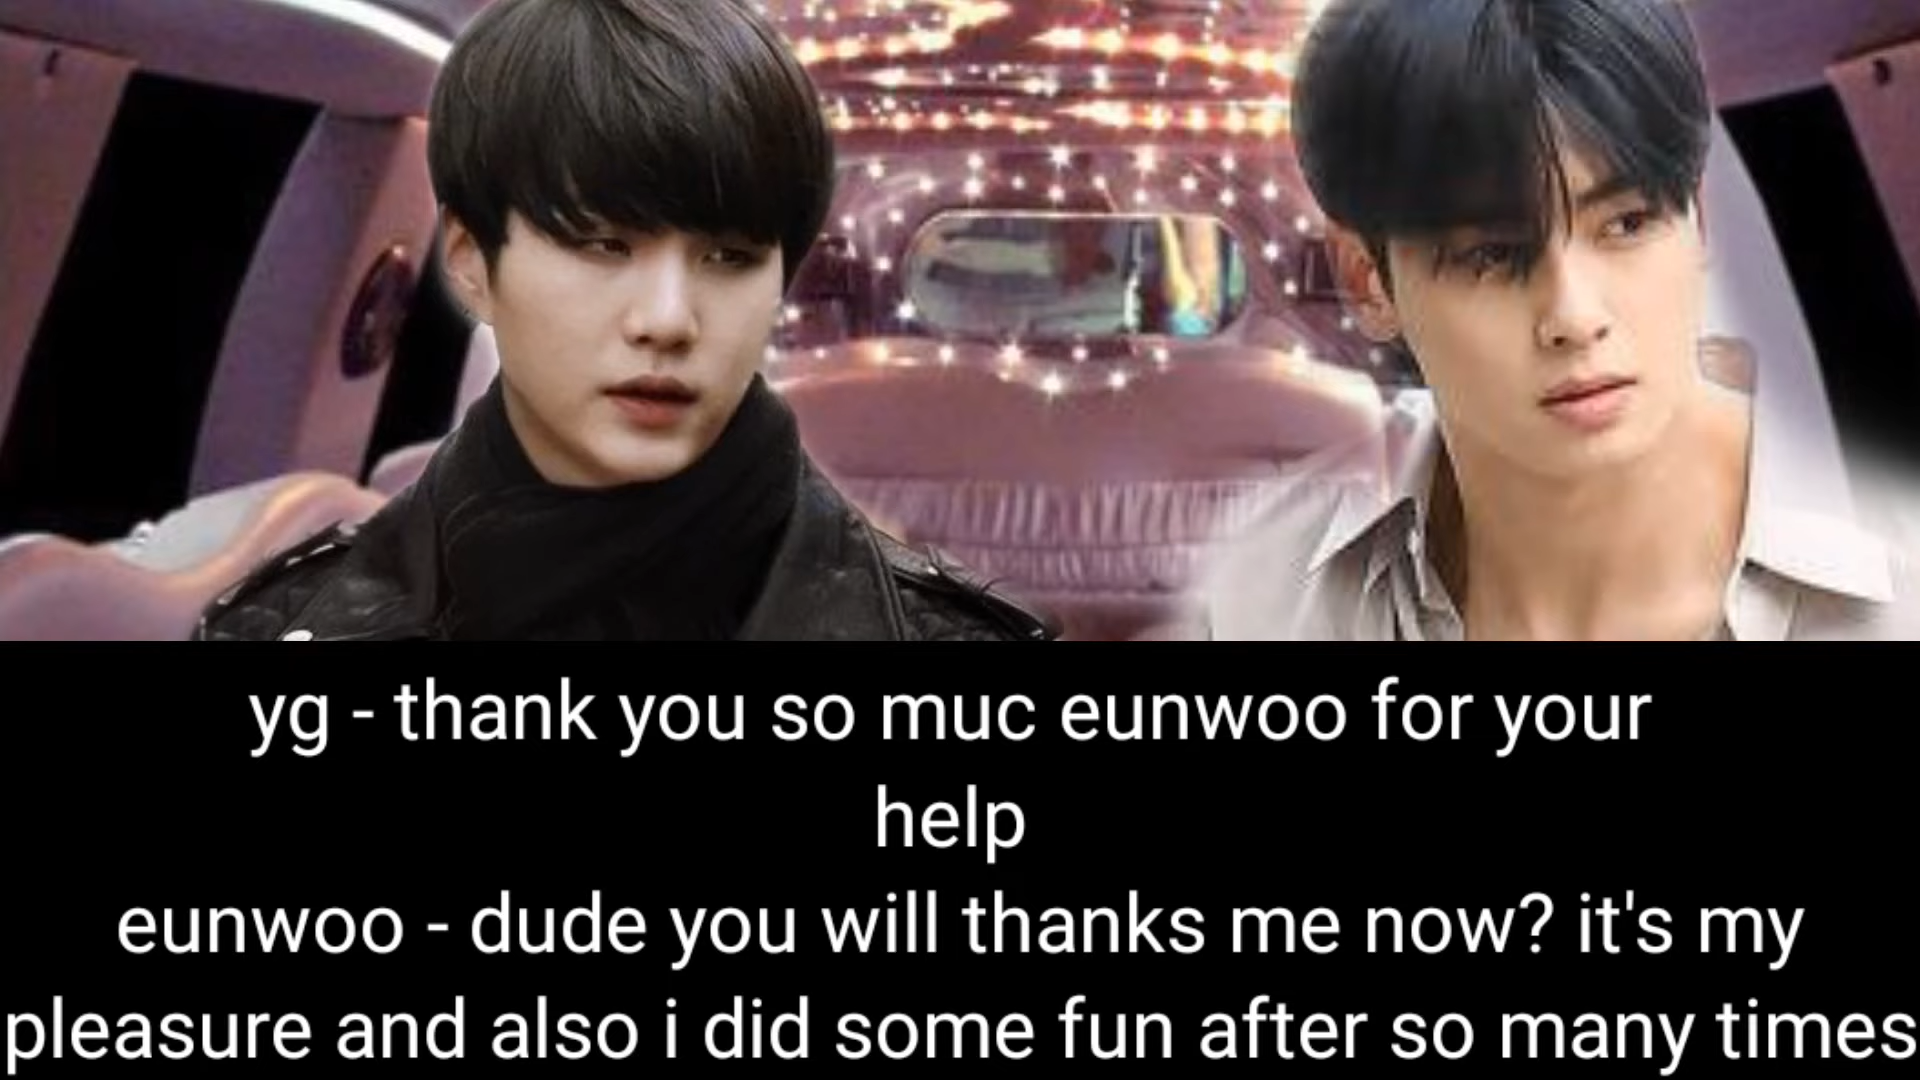 yg - thank you so muc eunwoo for your
help
eunwoo - dude you will thanks me now? it's my
pleasure and also i did some fun after so many times